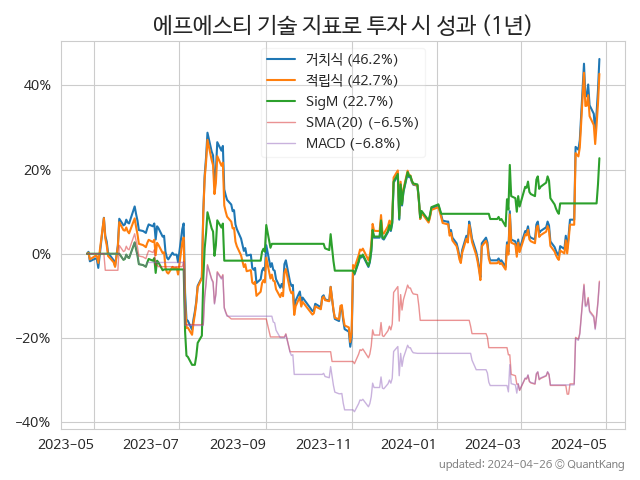 에프에스티 기술 지표로 투자 시 성과 (1년)
거치식 (46.2%)
적립식 (42.7%)
SigM (22.7%)
SMA(20) (−6.5%)
MACD (−6.8%)
40%
20%
0%
−20%
−40%
2023−05 2023−07 2023−09 2023−11 2024−01 2024−03 2024−05
updated: 2024−04−26 © QuantKang